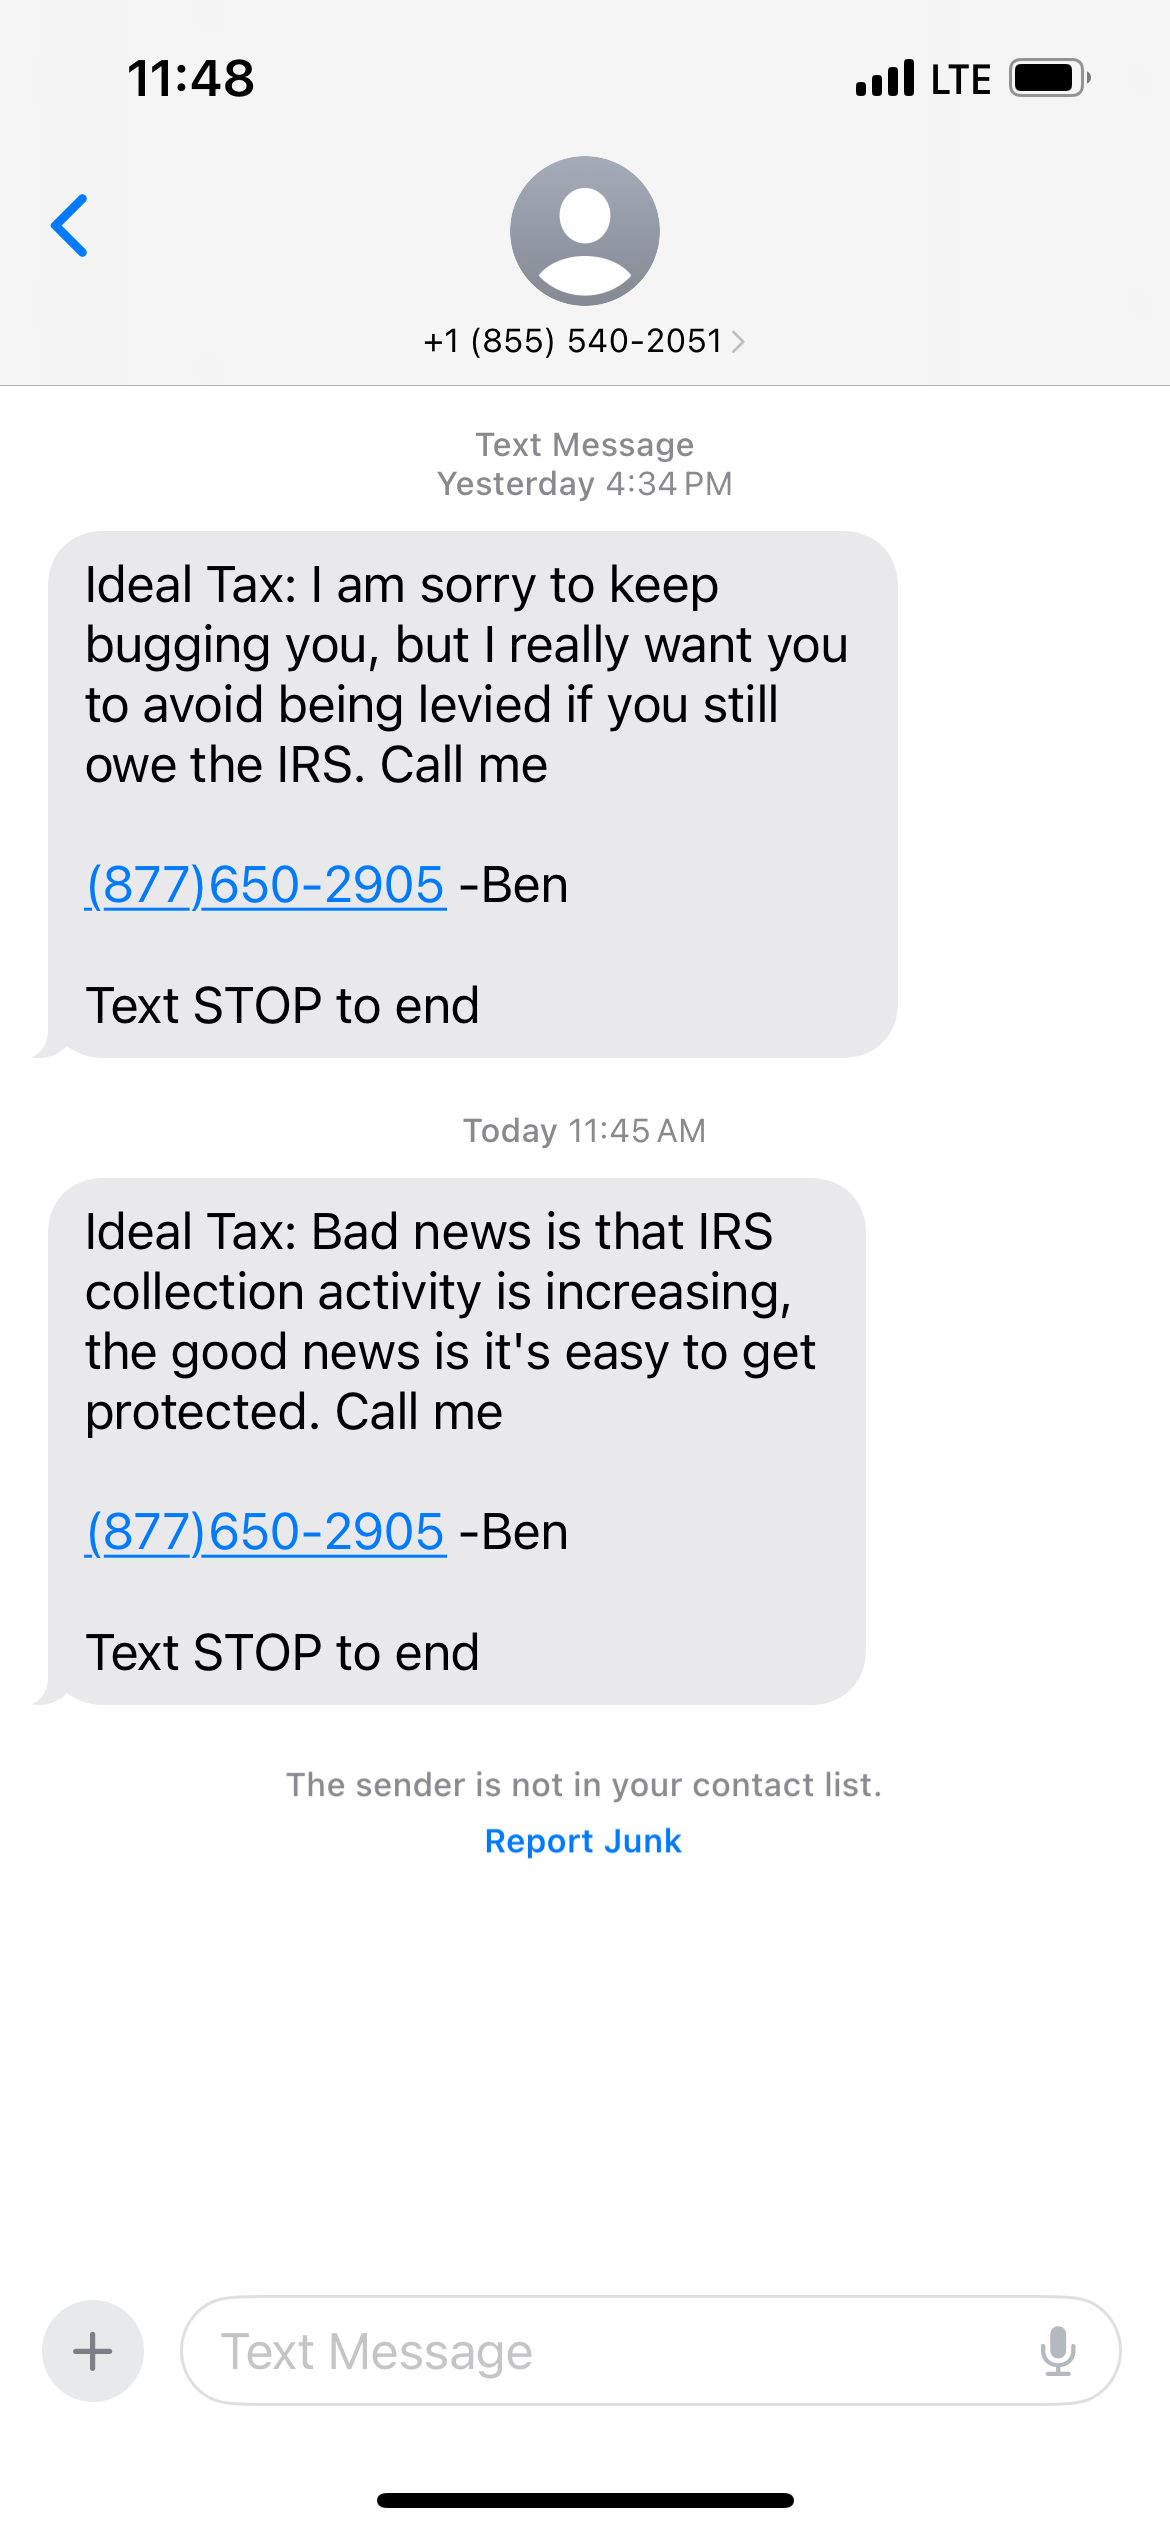 11:48
LTE
+1 (855) 540-2051
Text Message
Yesterday 4:34 PM
Ideal Tax: I am sorry to keep
bugging you, but I really want you
to avoid being levied if you still
owe the IRS. Call me
(877)650-2905 -Ben
Text STOP to end
Today 11:45 AM
Ideal Tax: Bad news is that IRS
collection activity is increasing,
the good news is it's easy to get
protected. Call me
(877)650-2905 -Ben
Text STOP to end
The sender is not in your contact list.
Report Junk
Text Message